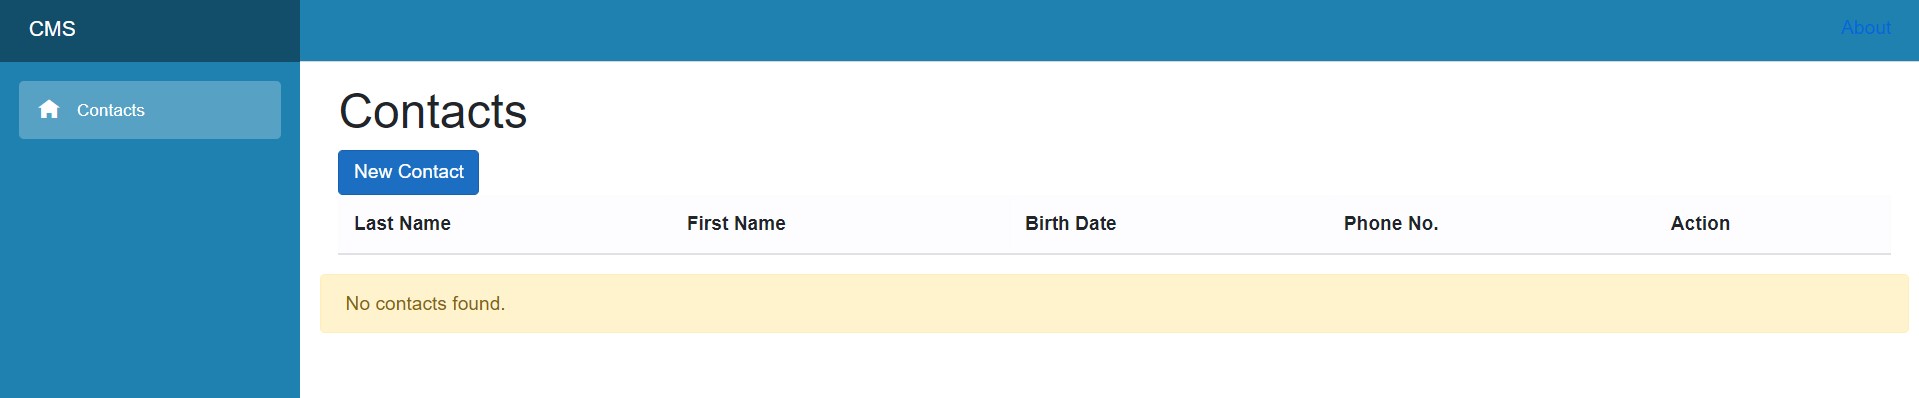 CMS
About
Contacts
Contacts
New Contact
Last Name First Name Birth Date Phone No. Action
No contacts found.